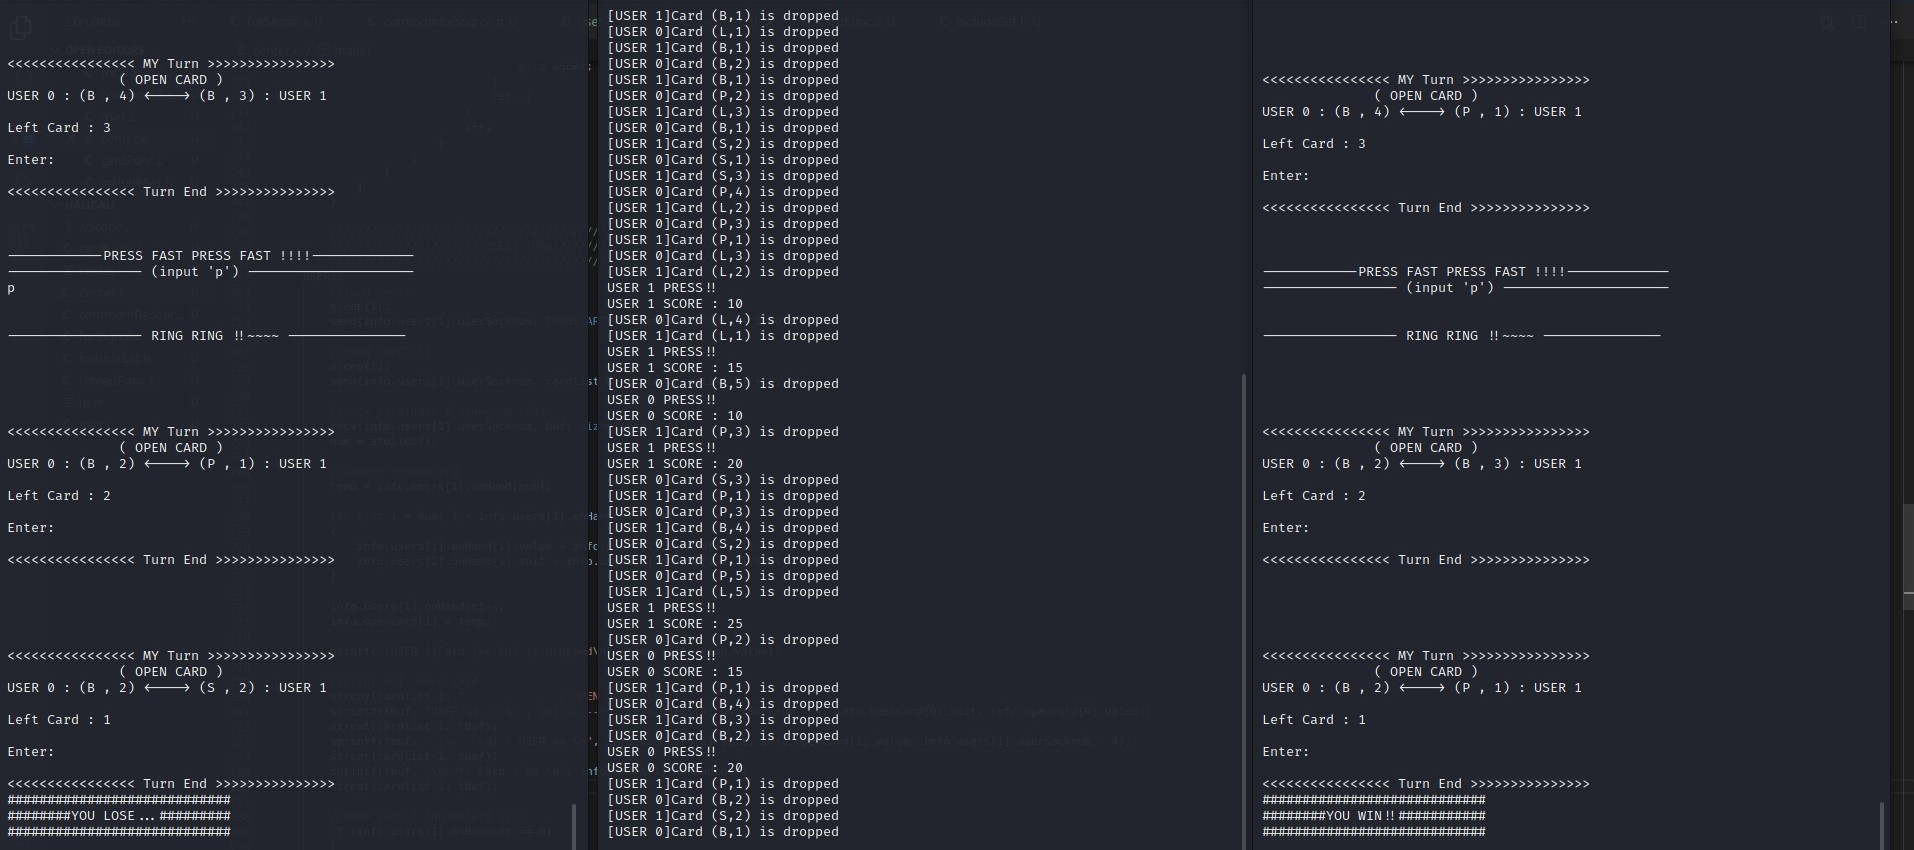 <<<<<<<<<<<<<<<< MY Turn >>>>>>>>>>>>>>>
( OPEN CARD )
USER 0 : (B , 4) <----> (B , 3) : USER 1
Left Card : 3
Enter:
<<<<<<<<<<<<<<<< Turn End >>>>>>>>>>>>>>>
------------PRESS FAST PRESS FAST !!!!-------------
----------------- (input 'p') ---------------------
p
----------------- RING RING !!~~~~ ---------------
<<<<<<<<<<<<<<<< MY Turn >>>>>>>>>>>>>>>
( OPEN CARD )
USER 0 : (B , 2) <----> (P , 1) : USER 1
Left Card : 2
Enter:
<<<<<<<<<<<<<<<< Turn End >>>>>>>>>>>>>>>
<<<<<<<<<<<<<<<< MY Turn >>>>>>>>>>>>>>>
( OPEN CARD )
USER 0 : (B , 2) <----> (S , 2) : USER 1
Left Card : 1
Enter:
<<<<<<<<<<<<<<<< Turn End >>>>>>>>>>>>>>>
############################
########YOU LOSE...#########
############################
[USER 1]Card (B,1) is dropped
[USER 0]Card (L,1) is dropped
[USER 1]Card (B,1) is dropped
[USER 0]Card (B,2) is dropped
[USER 1]Card (B,1) is dropped
[USER 0]Card (P,2) is dropped
[USER 1]Card (L,3) is dropped
[USER 0]Card (B,1) is dropped
[USER 1]Card (S,2) is dropped
[USER 0]Card (S,1) is dropped
[USER 1]Card (S,3) is dropped
[USER 0]Card (P,4) is dropped
[USER 1]Card (L,2) is dropped
[USER 0]Card (P,3) is dropped
[USER 1]Card (P,1) is dropped
[USER 0]Card (L,3) is dropped
[USER 1]Card (L,2) is dropped
USER 1 PRESS!!
USER 1 SCORE : 10
[USER 0]Card (L,4) is dropped
[USER 1]Card (L,1) is dropped
USER 1 PRESS!!
USER 1 SCORE : 15
[USER 0]Card (B,5) is dropped
USER 0 PRESS!!
USER 0 SCORE : 10
[USER 1]Card (P,3) is dropped
USER 1 PRESS!!
USER 1 SCORE : 20
[USER 0]Card (S,3) is dropped
[USER 1]Card (P,1) is dropped
[USER 0]Card (P,3) is dropped
[USER 1]Card (B,4) is dropped
[USER 0]Card (S,2) is dropped
[USER 1]Card (P,1) is dropped
[USER 0]Card (P,5) is dropped
[USER 1]Card (L,5) is dropped
USER 1 PRESS!!
USER 1 SCORE : 25
[USER 0]Card (P,2) is dropped
USER 0 PRESS!!
USER 0 SCORE : 15
[USER 1]Card (P,1) is dropped
[USER 0]Card (B,4) is dropped
[USER 1]Card (B,3) is dropped
[USER 0]Card (B,2) is dropped
USER 0 PRESS!!
USER 0 SCORE : 20
[USER 1]Card (P,1) is dropped
[USER 0]Card (B,2) is dropped
[USER 1]Card (S,2) is dropped
[USER 0]Card (B,1) is dropped
<<<<<<<<<<<<<<<< MY Turn >>>>>>>>>>>>>>>>
( OPEN CARD )
USER 0 : (B , 4) <----> (P , 1) : USER 1
Left Card : 3
Enter:
<<<<<<<<<<<<<<<< Turn End >>>>>>>>>>>>>>>
------------PRESS FAST PRESS FAST !!!!-------------
----------------- (input 'p') ---------------------
----------------- RING RING !!~~~~ ---------------
<<<<<<<<<<<<<<<< MY Turn >>>>>>>>>>>>>>>>
( OPEN CARD )
USER 0 : (B , 2) <----> (B , 3) : USER 1
Left Card : 2
Enter:
<<<<<<<<<<<<<<<< Turn End >>>>>>>>>>>>>>>
<<<<<<<<<<<<<<<< MY Turn >>>>>>>>>>>>>>>>
( OPEN CARD )
USER 0 : (B , 2) <----> (P , 1) : USER 1
Left Card : 1
Enter:
<<<<<<<<<<<<<<<< Turn End >>>>>>>>>>>>>>>
############################
########YOU WIN!!###########
############################